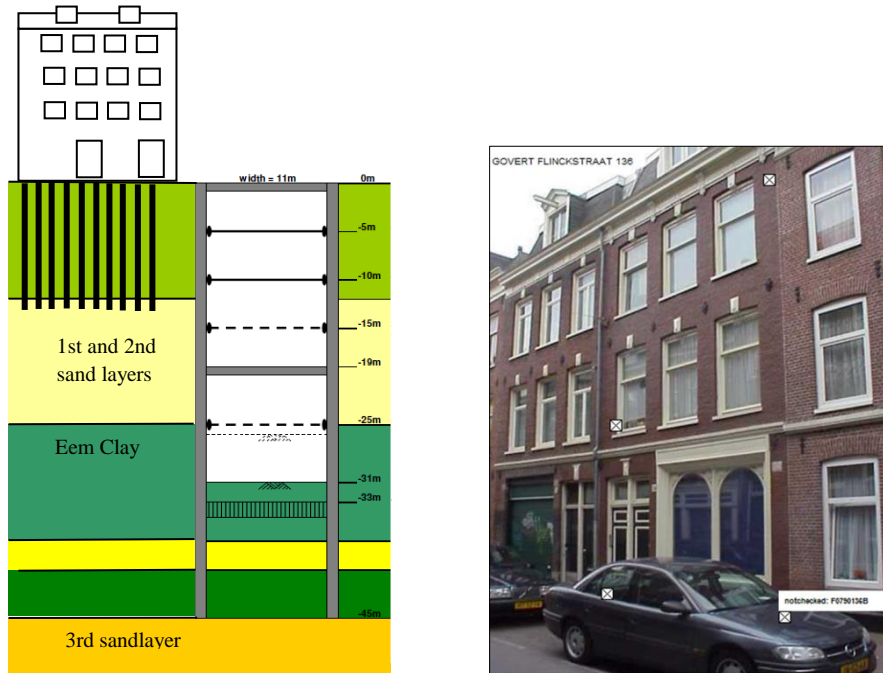 width = 11m
0m
-5m
-10m
-15m
1st and 2nd
sand layers
-19m
-25m
Eem Clay
-31m
-33m
-45m
3rd sandlayer
GOVERT FLINCKSTRAAT 136
notchecked: F0790136B